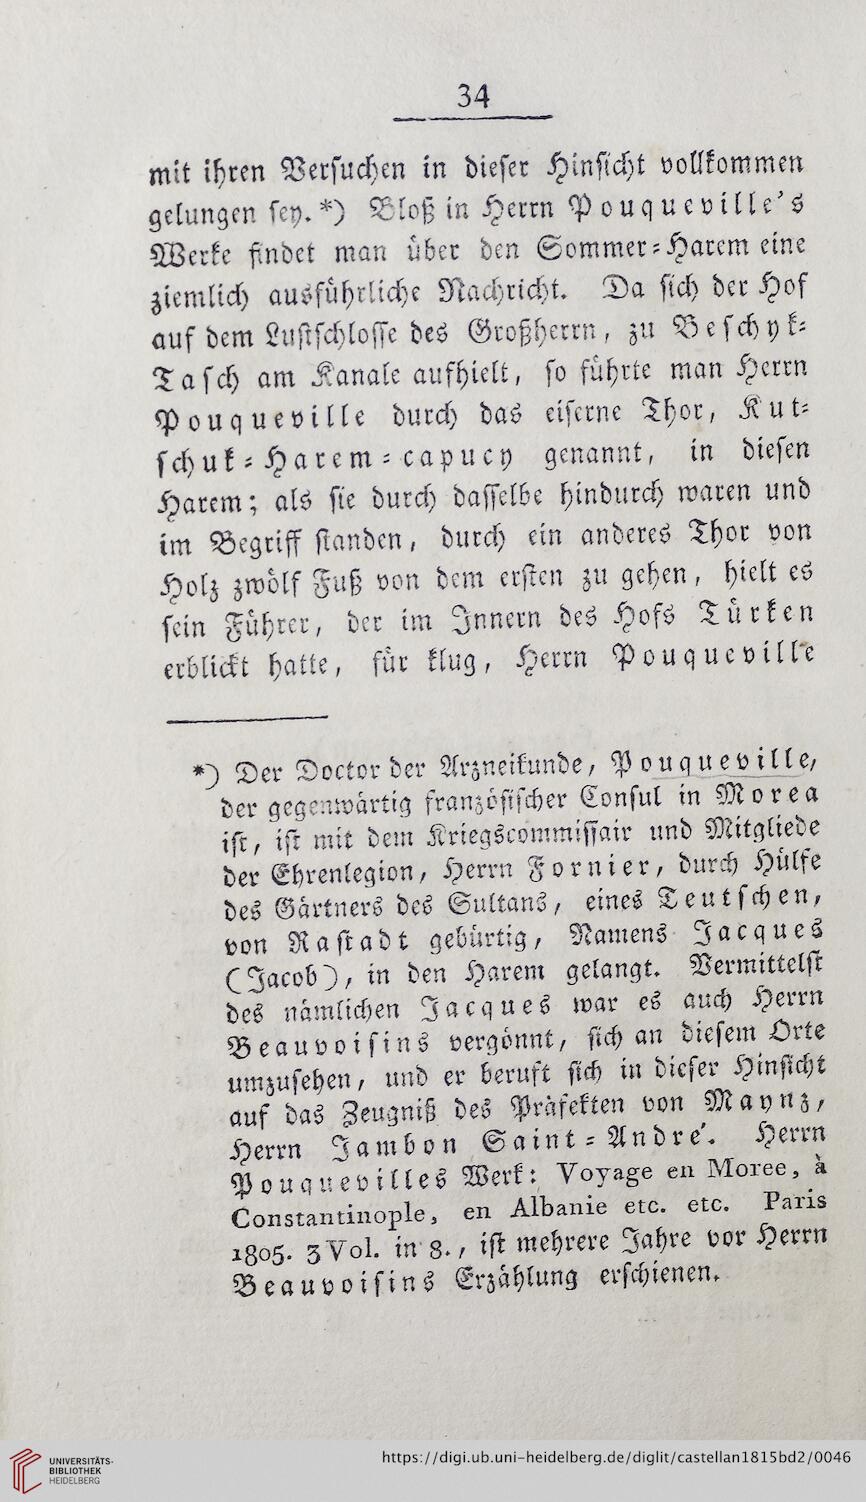 34
mit ihren Versuchen in dieser Hinsicht vollkommen
gelungen sey.*) Bloß in Herrn Pouqueville's
Werke findet man über den Sommer-Harem eine
ziemlich ausführliche Nachricht. Da sich der Hof
auf dem Lustschlosse des Großherrn, zu Beschyk-
Tasch am Kanale aufhielt, so führte man Herrn
Pouqueville durch das eiserne Thor, Kut-
schuk-Harem-capucy genannt, in diesen
Harem; als sie durch dasselbe hindurch waren und
im Begriff standen, durch ein anderes Thor von
Holz zwölf Fuß von dem ersten zu gehen, hielt es
sein Führer, der im Innern des Hofs Türken
erblickt hatte, für klug, Herrn Pouqueville
*) Der Doctor der Arzneikunde, Pouqueville,
der gegenwärtig französischer Consul in Morea
ist, ist mit dem Kriegscommissair und Mitgliede
der Ehrenlegion, Herrn Fornier, durch Hülfe
des Gärtners des Sultans, eines Teutschen,
von Rastadt gebürtig, Namens Jacques
(Jacob), in den Harem gelangt. Vermittelst
des nämlichen Jacques war es auch Herrn
Beauvoisins vergönnt, sich an diesem Orte
umzusehen, und er beruft sich in dieser Hinsicht
auf das Zeugniß des Präfekten von Maynz,
Herrn Jambon Saint-Andre'. Herrn
Pouquevilles Werk: Voyage en Moree, à
Constantinople, en Albanie etc. etc. Paris
1805. 3 Vol. in 8., ist mehrere Jahre vor Herrn
Beauvoisins Erzählung erschienen.
UNIVERSITÄTS-
BIBLIOTHEK
HEIDELBERG
https://digi.ub.uni-heidelberg.de/diglit/castellan1815bd2/0046